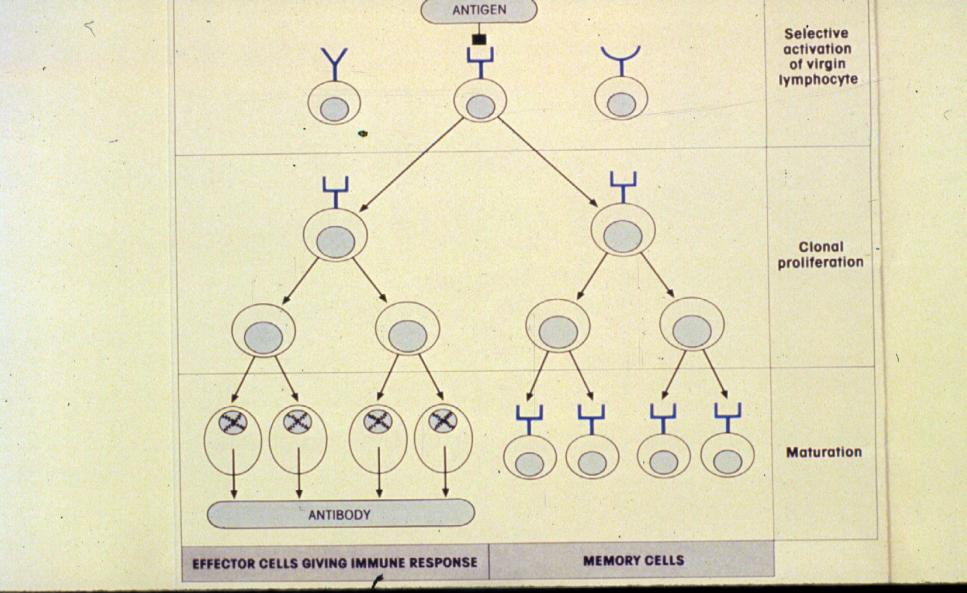 ANTIGEN
Selective
activation
of virgin
lymphocyte
Clonal
proliferation
Maturation
ANTIBODY
EFFECTOR CELLS GIVING IMMUNE RESPONSE
MEMORY CELLS